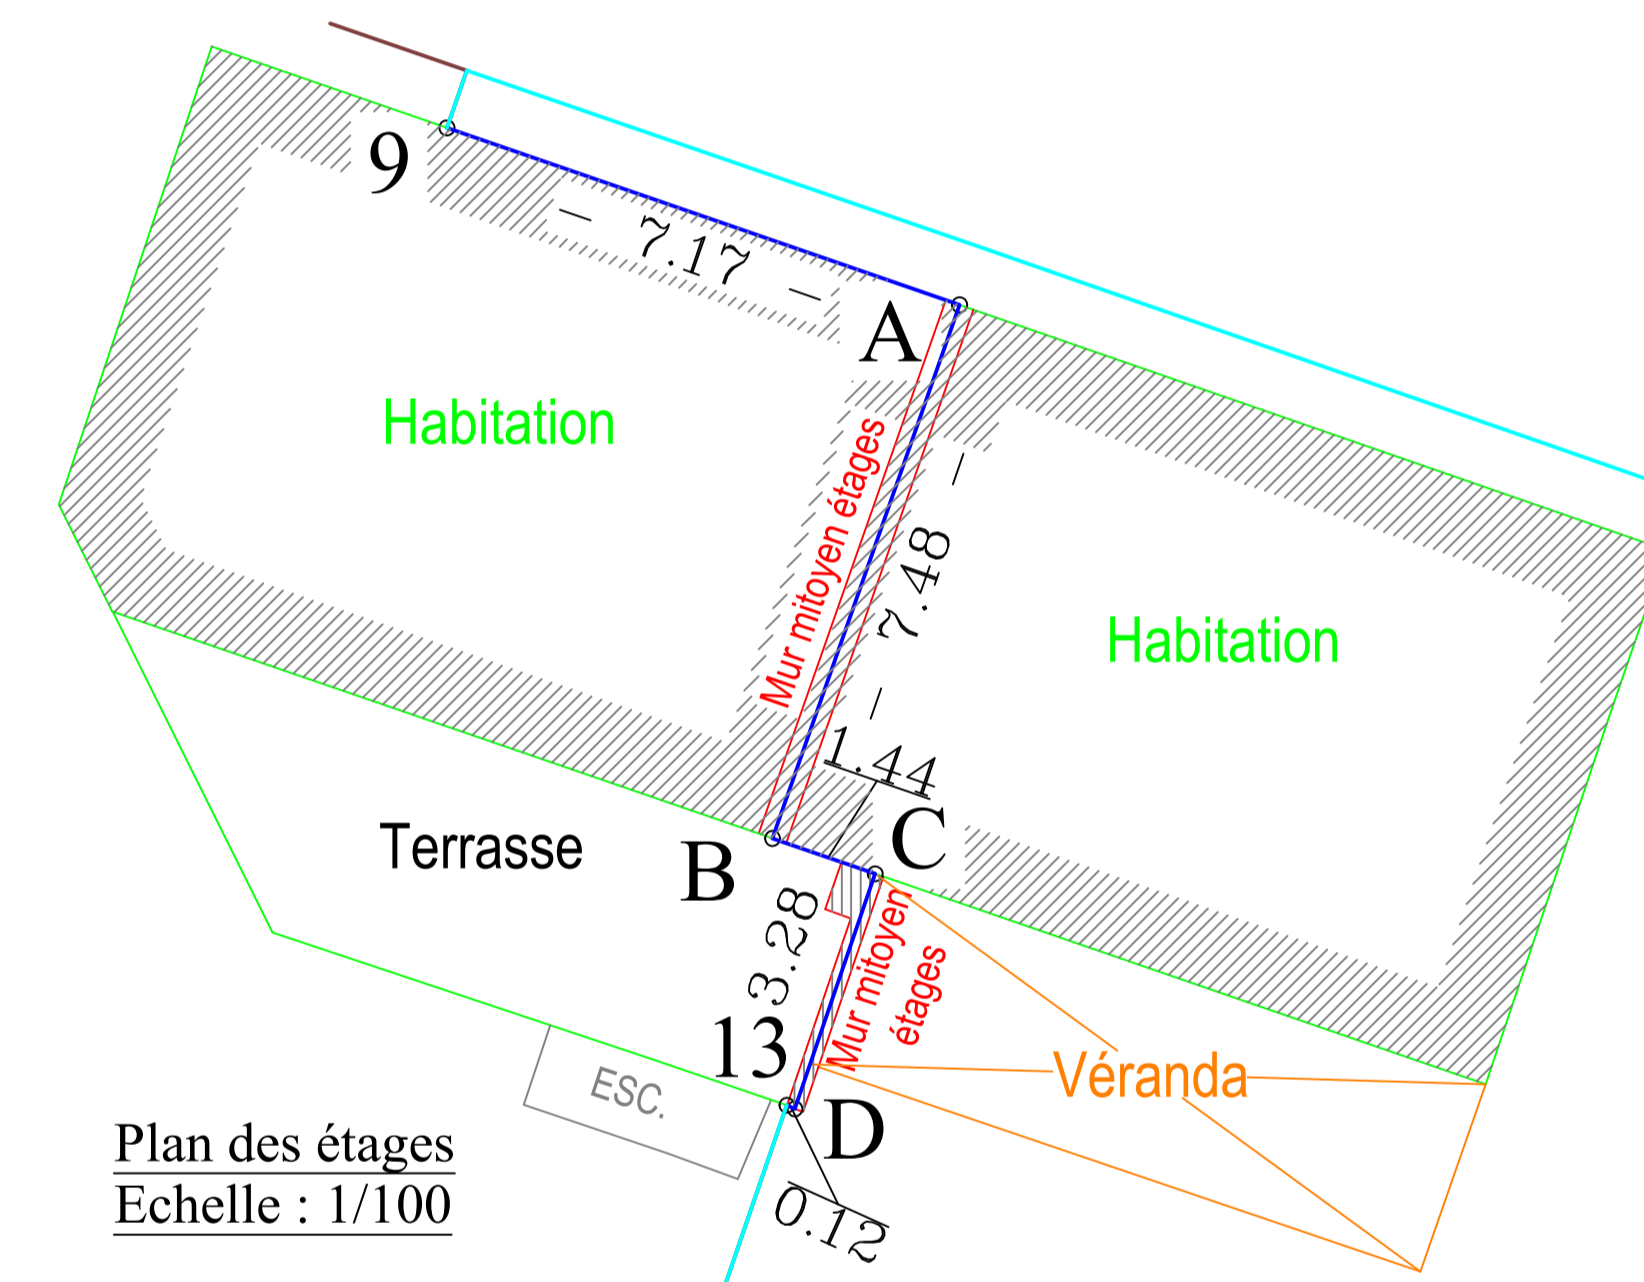 9
– 7.17 –
A
Habitation
Mur mitoyen étages
– 7.48 –
Habitation
1.44
B
C
Terrasse
3.28
Mur mitoyen
étages
13
Véranda
ESC.
D
0.12
Plan des étages
Echelle : 1/100